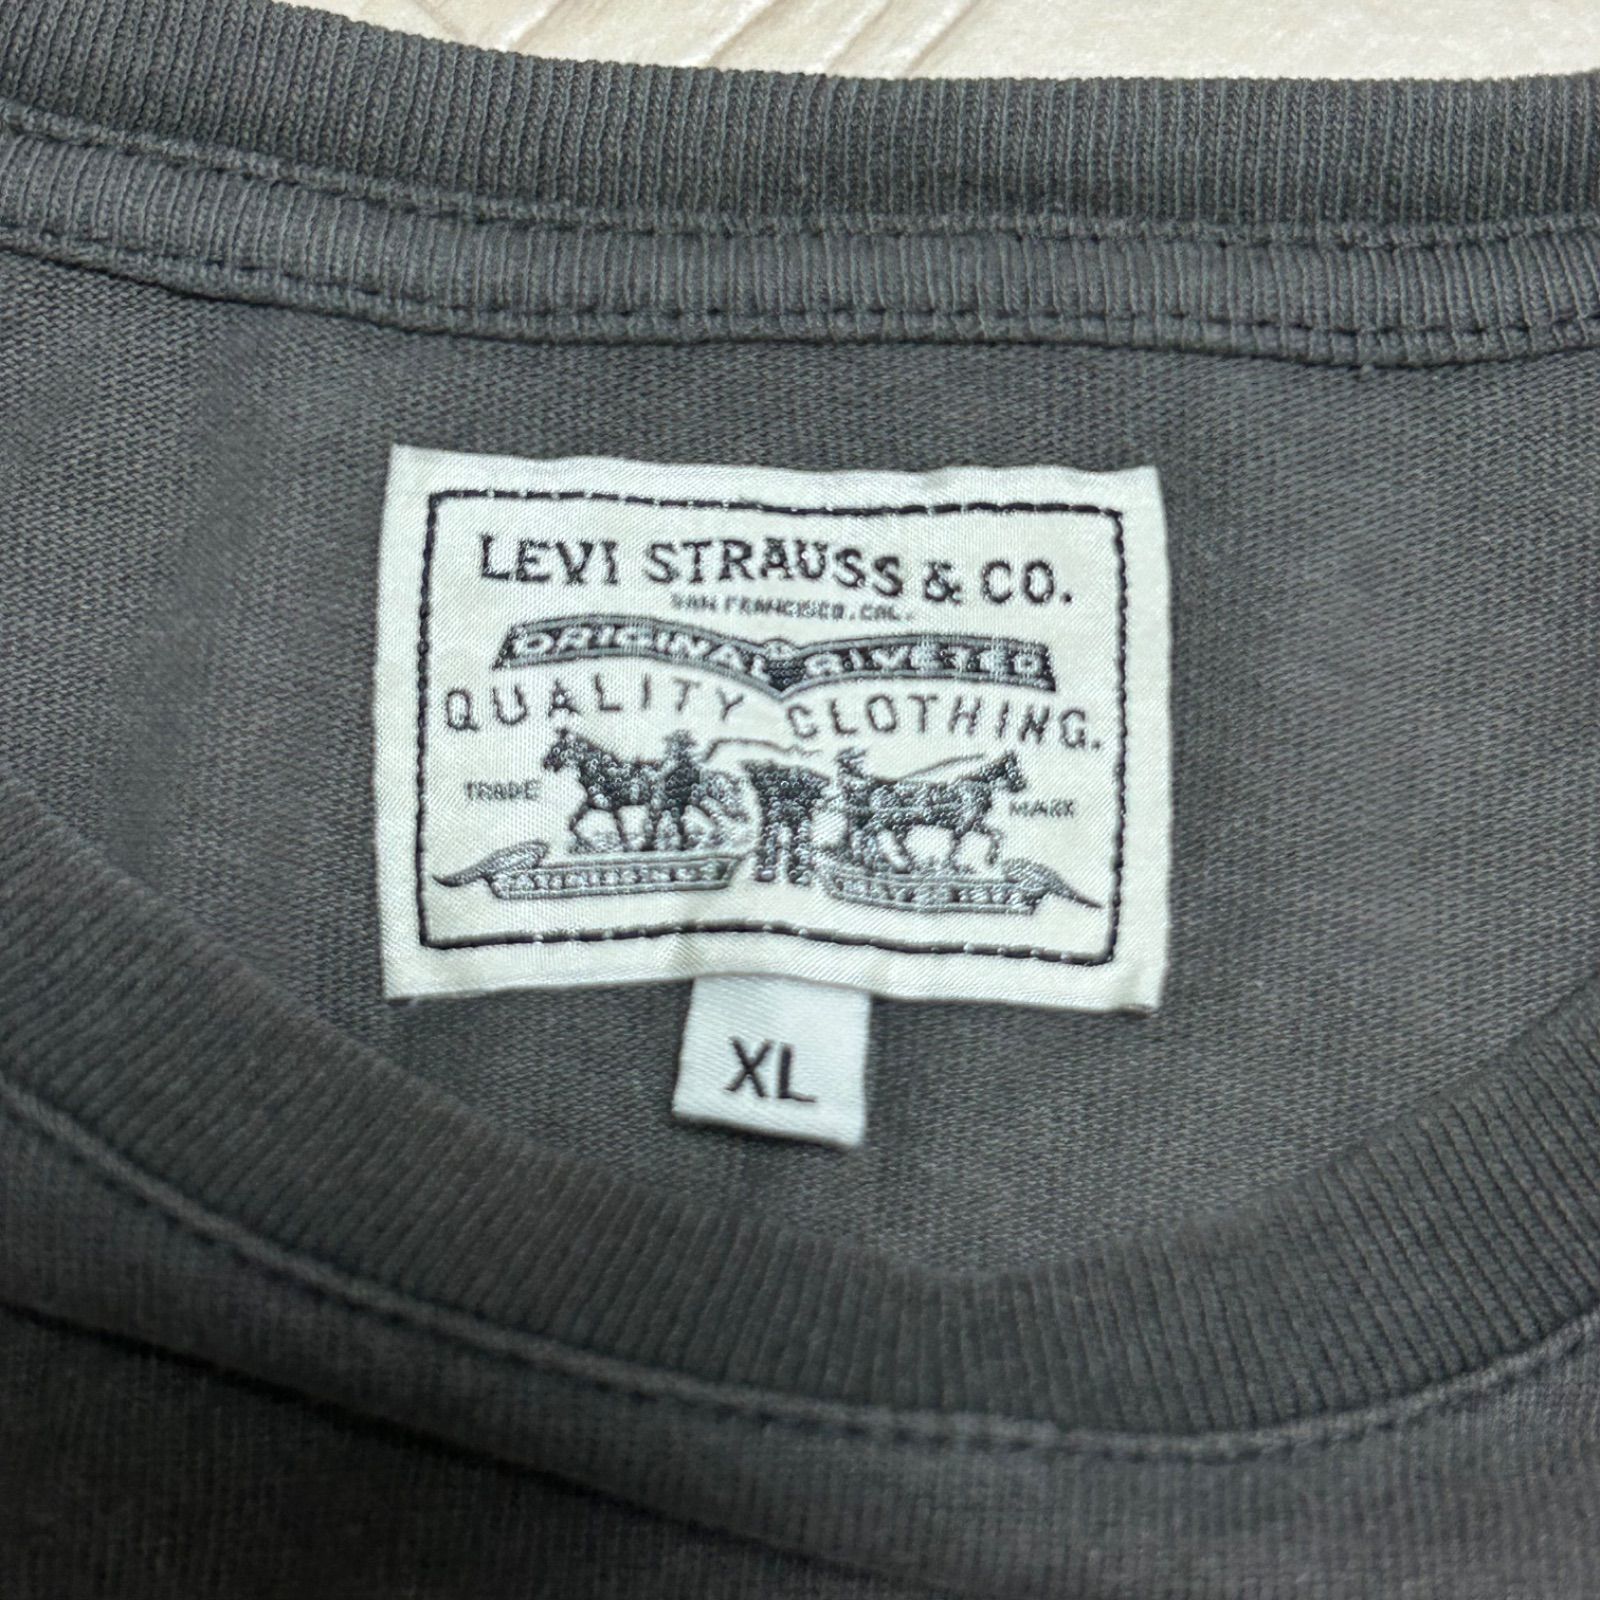 LEVI STRAUSS & CO.
SAN FRANCISCO, CAL.
ORIGINAL RIVETED
QUALITY CLOTHING.
TRADE MARK
XL